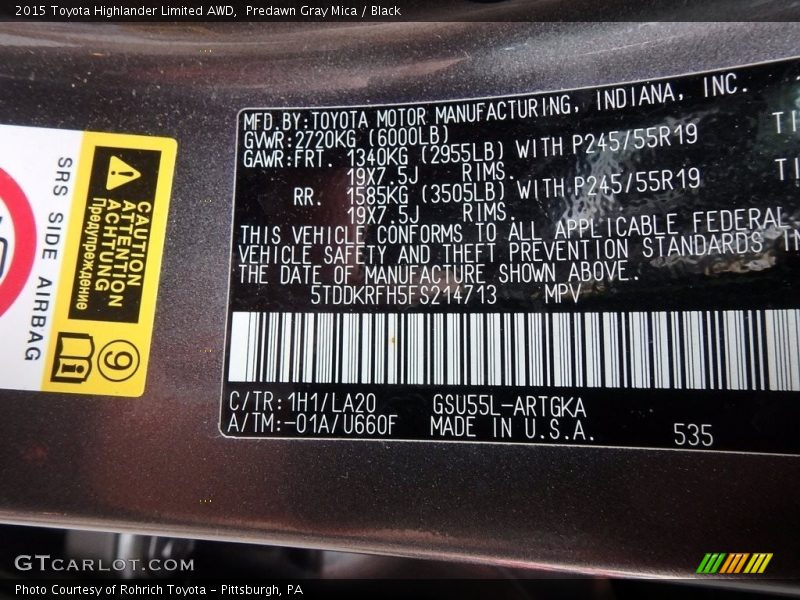 2015 Toyota Highlander Limited AWD,  Predawn Gray Mica / Black
MFD.BY:TOYOTA MOTOR MANUFACTURING, INDIANA, INC.
GVWR:2720KG (6000LB)
GAWR:FRT. 1340KG (2955LB) WITH P245/55R19
19X7.5J RIMS.
RR. 1585KG (3505LB) WITH P245/55R19
19X7.5J RIMS.
THIS VEHICLE CONFORMS TO ALL APPLICABLE FEDERAL
VEHICLE SAFETY AND THEFT PREVENTION STANDARDS IN
THE DATE OF MANUFACTURE SHOWN ABOVE.
5TDDKRFH5FS214713 MPV
C/TR:1H1/LA20 GSU55L-ARTGKA
A/TM:-01A/U660F MADE IN U.S.A.
535
SRS SIDE AIRBAG
CAUTION
ATTENTION
ACHTUNG
Предупреждение
9
GTcarlot.com
Photo Courtesy of Rohrich Toyota - Pittsburgh, PA